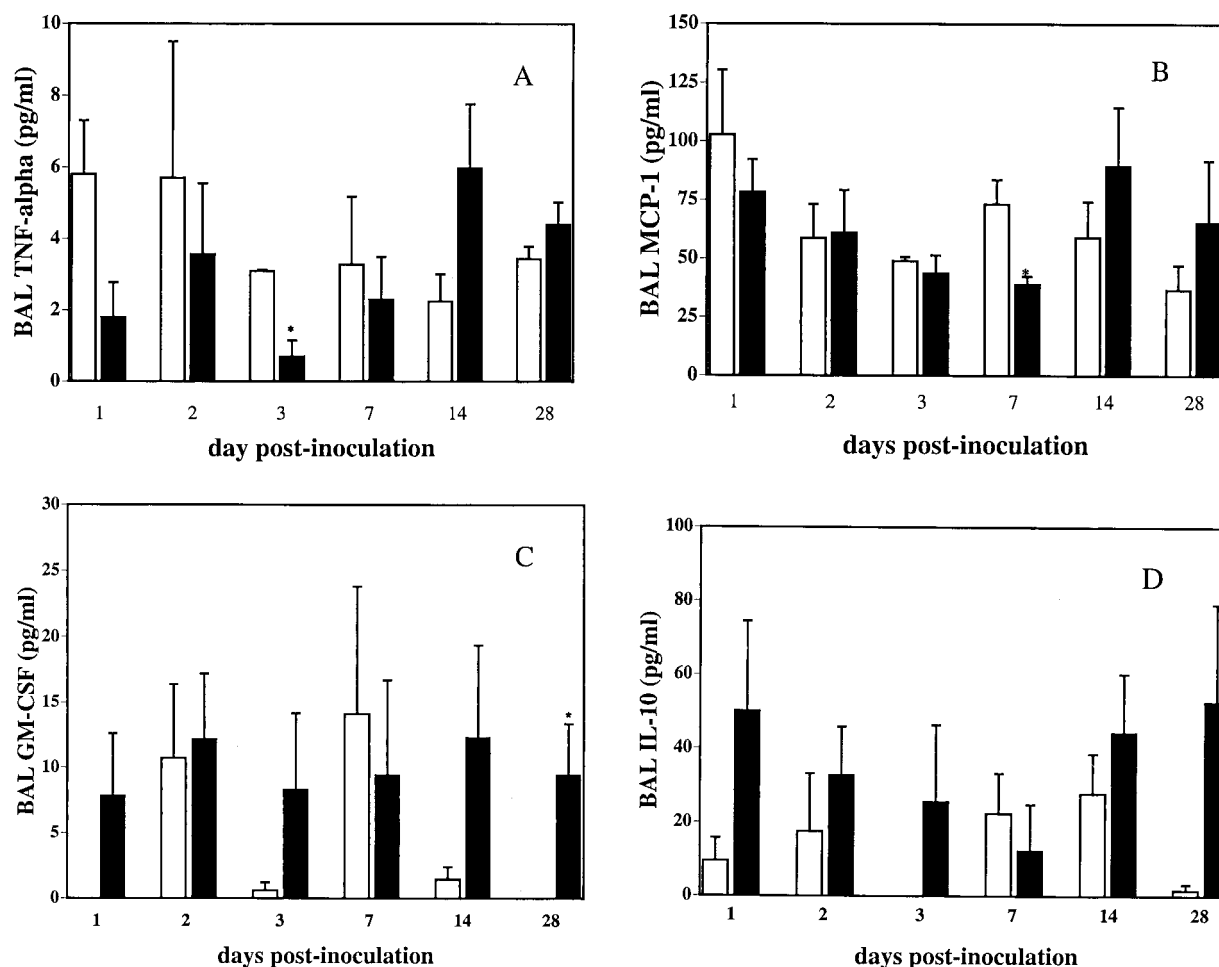 A
BAL TNF-alpha (pg/ml)
10
8
6
4
2
0
*
1 2 3 7 14 28
day post-inoculation
B
BAL MCP-1 (pg/ml)
150
125
100
75
50
25
0
*
1 2 3 7 14 28
days post-inoculation
C
BAL GM-CSF (pg/ml)
30
25
20
15
10
5
0
*
1 2 3 7 14 28
days post-inoculation
D
BAL IL-10 (pg/ml)
100
80
60
40
20
0
1 2 3 7 14 28
days post-inoculation